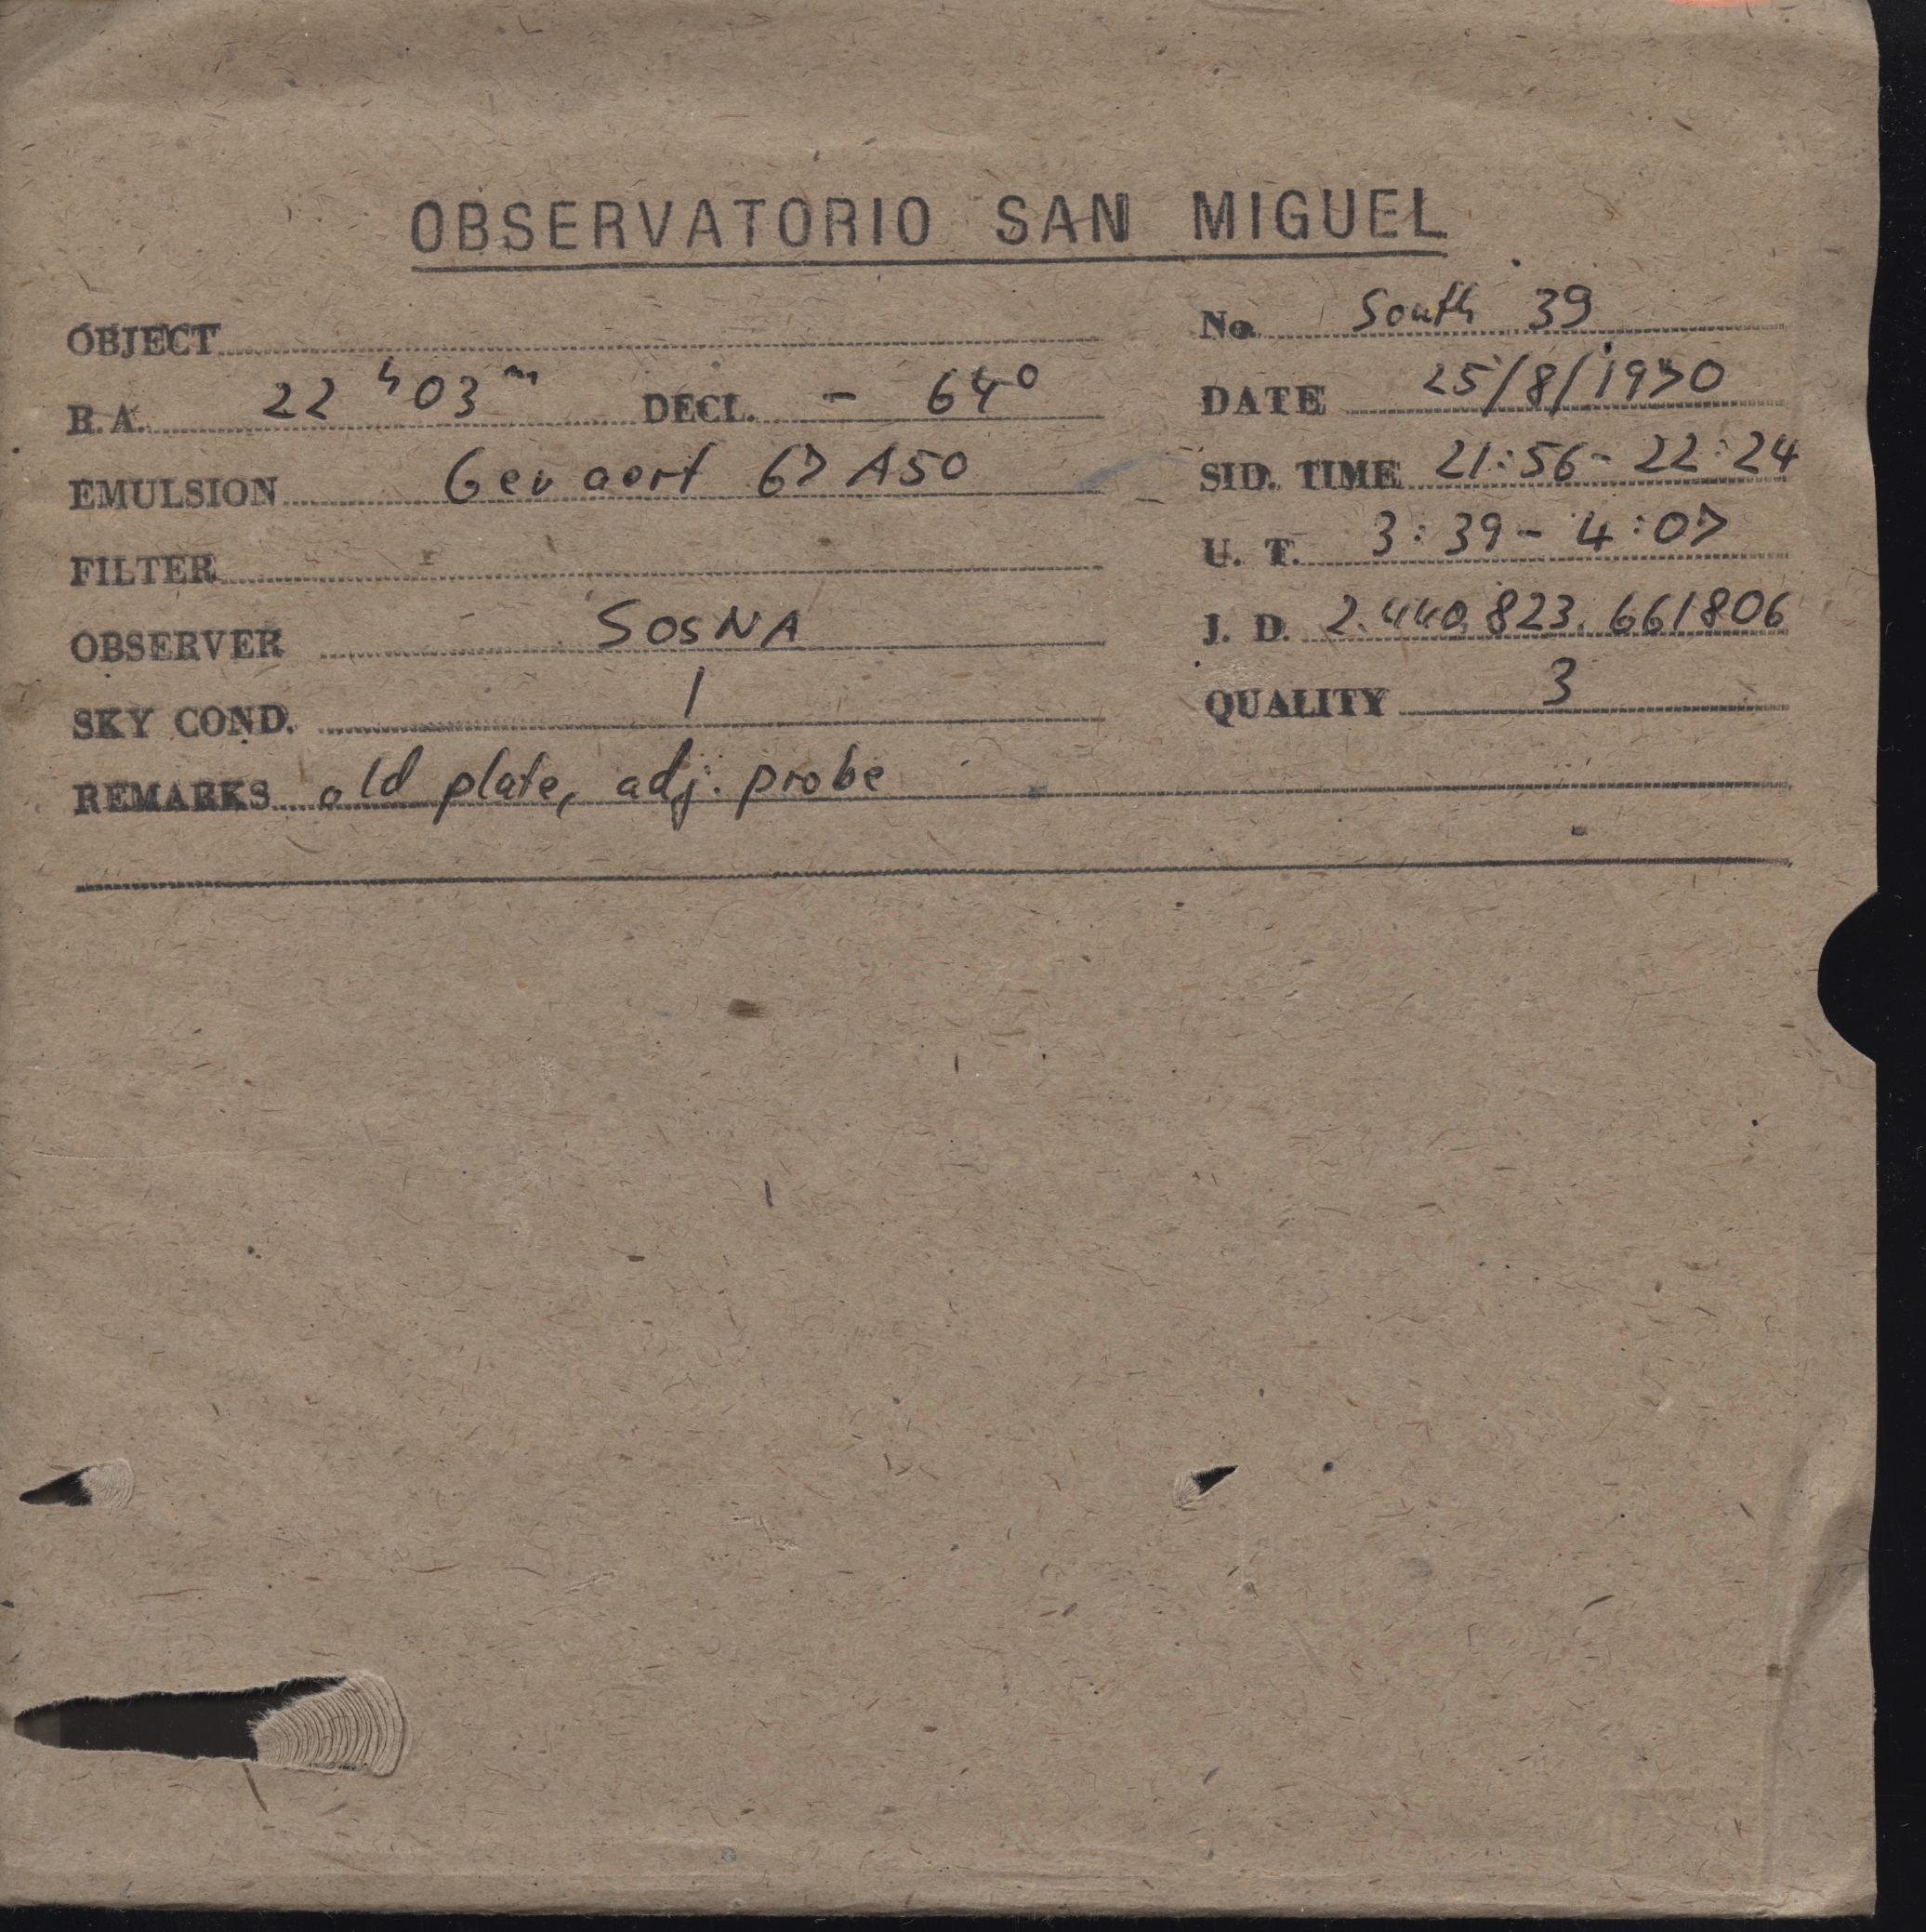 OBSERVATORIO SAN MIGUEL
OBJECT No. South 39
R.A. 22 h 03 m DECL. - 64° DATE 25/8/1970
EMULSION Gevaert 67 A50 SID. TIME 21:56 - 22:24
FILTER U. T. 3:39 - 4:07
OBSERVER SOSNA J. D. 2.440.823.661806
SKY COND. 1 QUALITY 3
REMARKS old plate, adj. probe